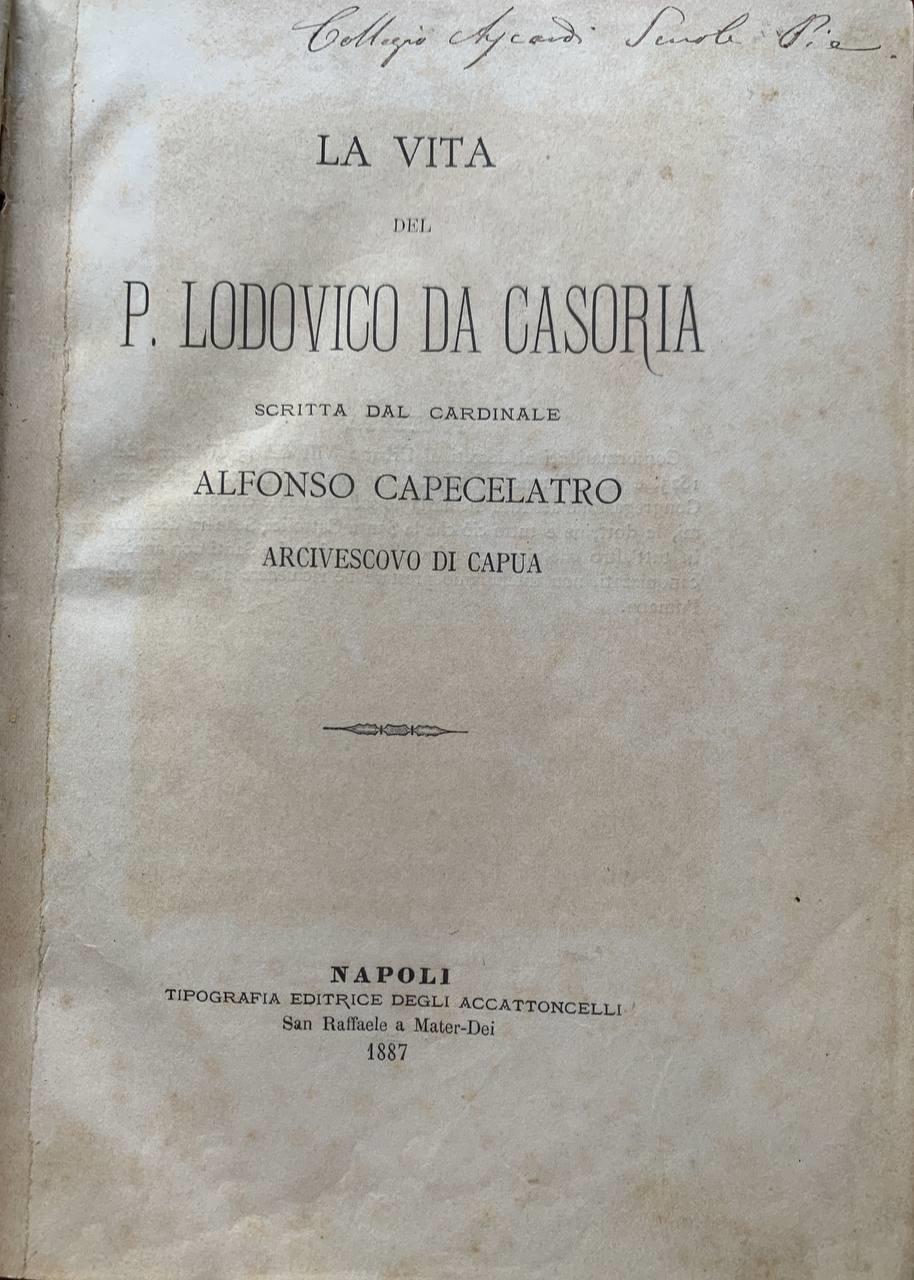 Collegio Aycardi Scuole Pie.
LA VITA
DEL
P. LODOVICO DA CASORIA
SCRITTA DAL CARDINALE
ALFONSO CAPECELATRO
ARCIVESCOVO DI CAPUA
NAPOLI
TIPOGRAFIA EDITRICE DEGLI ACCATTONCELLI
San Raffaele a Mater-Dei
1887